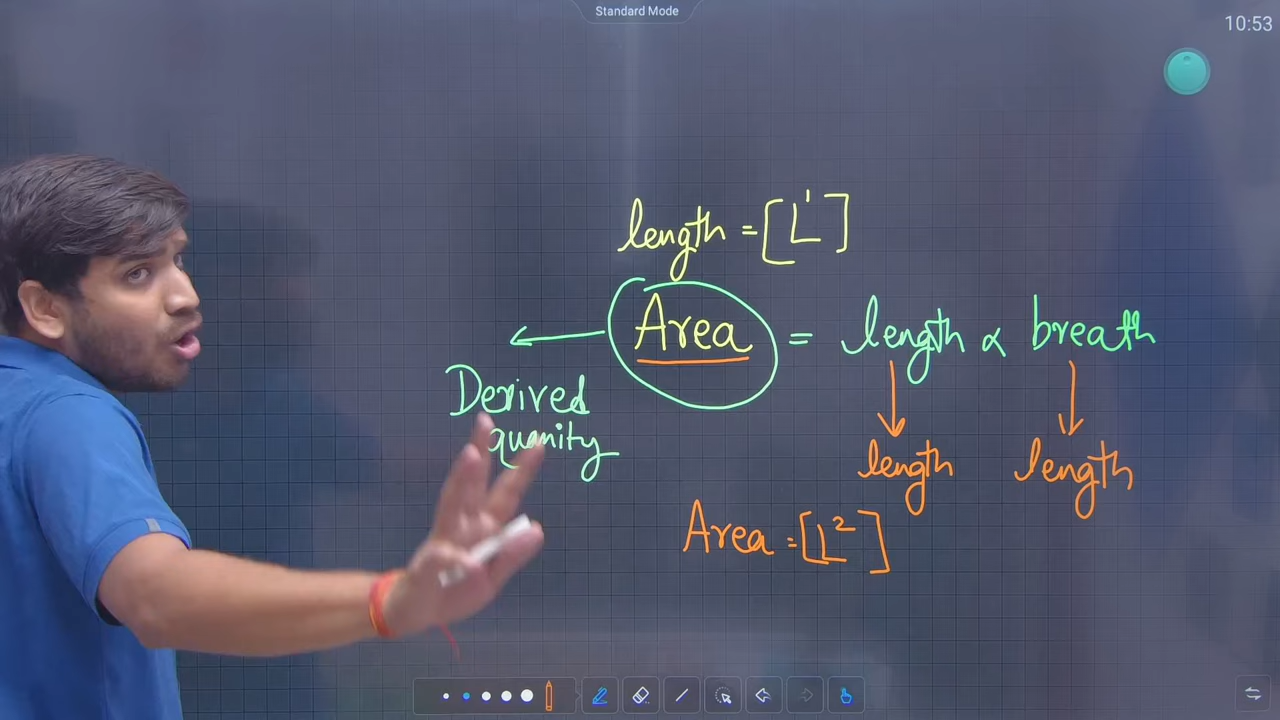 Standard Mode
10:53
length = [L¹]
Area = length × breath
Derived
quanity
length length
Area = [L²]